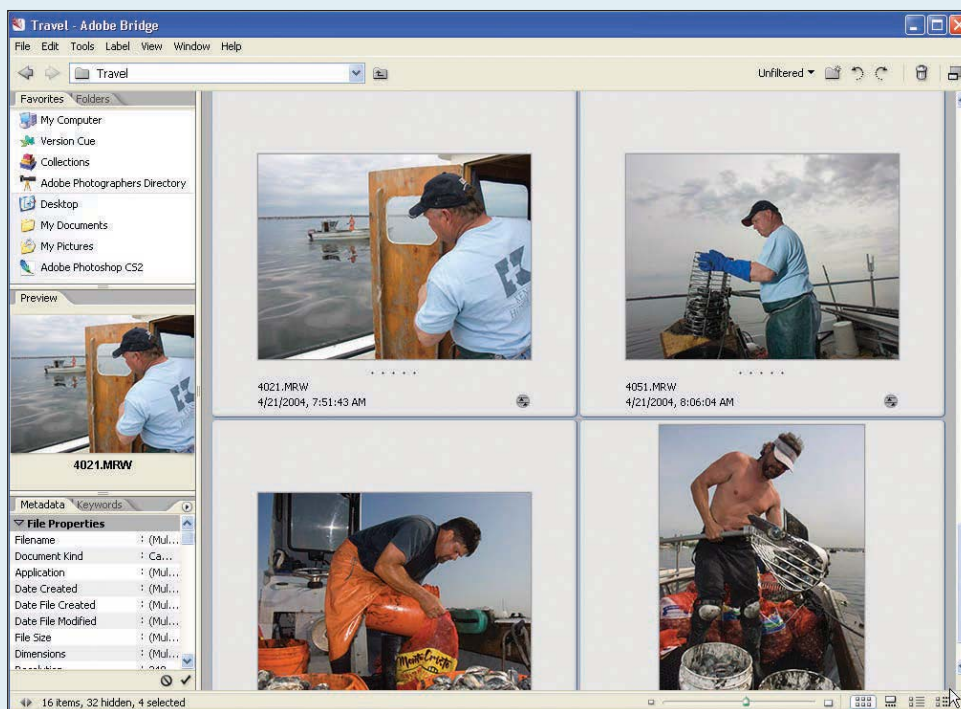 Travel - Adobe Bridge
File Edit Tools Label View Window Help
Travel
Unfiltered
Favorites Folders
My Computer
Version Cue
Collections
Adobe Photographers Directory
Desktop
My Documents
My Pictures
Adobe Photoshop CS2
Preview
4021.MRW
Metadata Keywords
File Properties
Filename : (Mul...
Document Kind : Ca...
Application : (Mul...
Date Created : (Mul...
Date File Created : (Mul...
Date File Modified : (Mul...
File Size : (Mul...
Dimensions : (Mul...
4021.MRW
4/21/2004, 7:51:43 AM
4051.MRW
4/21/2004, 8:06:04 AM
16 items, 32 hidden, 4 selected